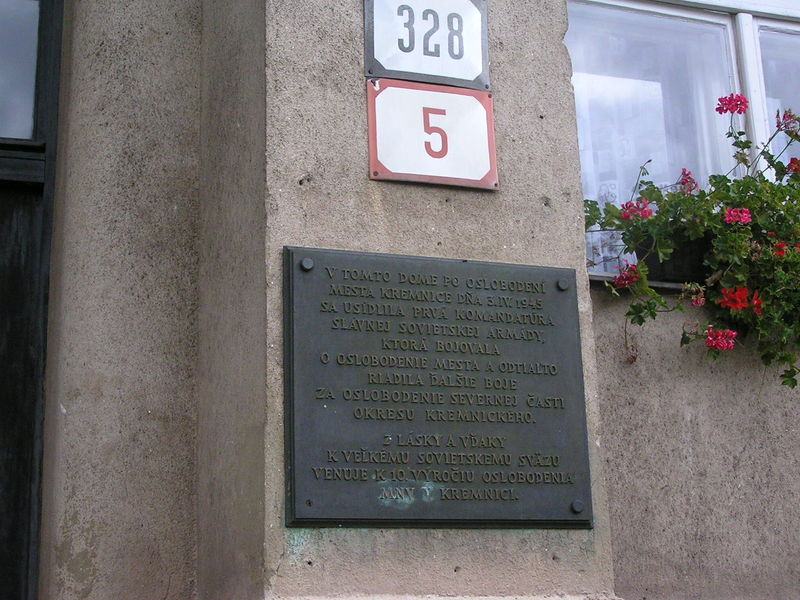 328
5
V TOMTO DOME PO OSLOBODENÍ
MESTA KREMNICE DŇA 3.IV.1945
SA USÍDLILA PRVÁ KOMANDATÚRA
SLÁVNEJ SOVIETSKEJ ARMÁDY,
KTORÁ BOJOVALA
O OSLOBODENIE MESTA A ODTIAĽTO
RIADILA ĎALŠIE BOJE
ZA OSLOBODENIE SEVERNEJ ČASTI
OKRESU KREMNICKÉHO.
Z LÁSKY A VĎAKY
K VEĽKÉMU SOVIETSKEMU SVÄZU
VENUJE K 10. VÝROČIU OSLOBODENIA
MNV V KREMNICI.